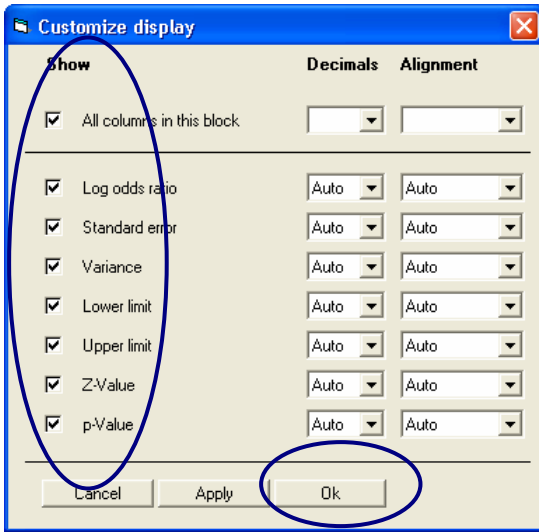 Customize display
Show Decimals Alignment
All columns in this block
Log odds ratio Auto Auto
Standard error Auto Auto
Variance Auto Auto
Lower limit Auto Auto
Upper limit Auto Auto
Z-Value Auto Auto
p-Value Auto Auto
Cancel Apply Ok